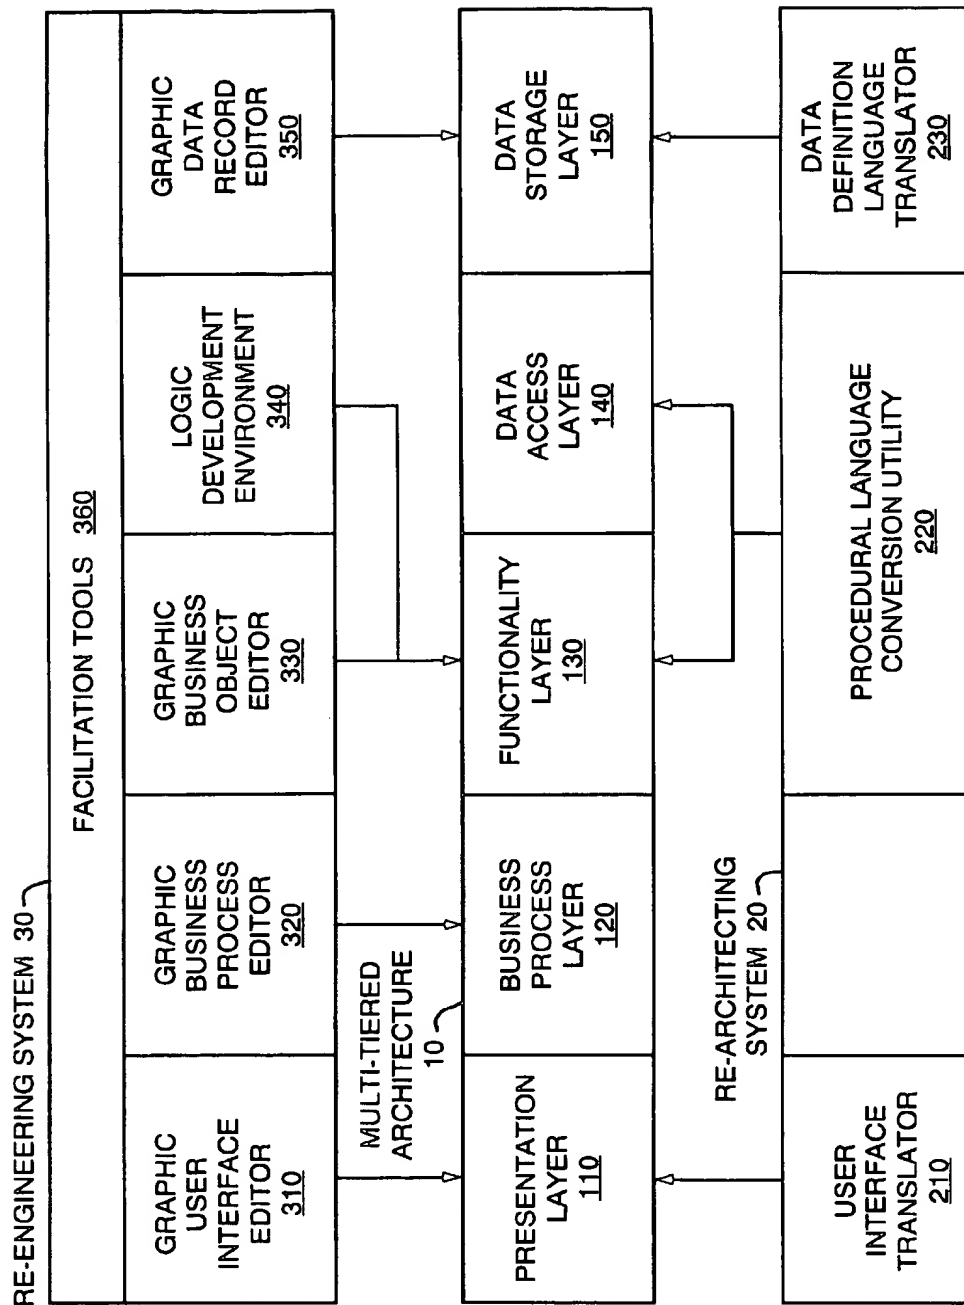 RE-ENGINEERING SYSTEM 30
FACILITATION TOOLS 360
GRAPHIC
USER
INTERFACE
EDITOR
310
GRAPHIC
BUSINESS
PROCESS
EDITOR
320
GRAPHIC
BUSINESS
OBJECT
EDITOR
330
LOGIC
DEVELOPMENT
ENVIRONMENT
340
GRAPHIC
DATA
RECORD
EDITOR
350
MULTI-TIERED
ARCHITECTURE
10
PRESENTATION
LAYER
110
BUSINESS
PROCESS
LAYER
120
FUNCTIONALITY
LAYER
130
DATA
ACCESS
LAYER
140
DATA
STORAGE
LAYER
150
RE-ARCHITECTING
SYSTEM 20
USER
INTERFACE
TRANSLATOR
210
PROCEDURAL LANGUAGE
CONVERSION UTILITY
220
DATA
DEFINITION
LANGUAGE
TRANSLATOR
230